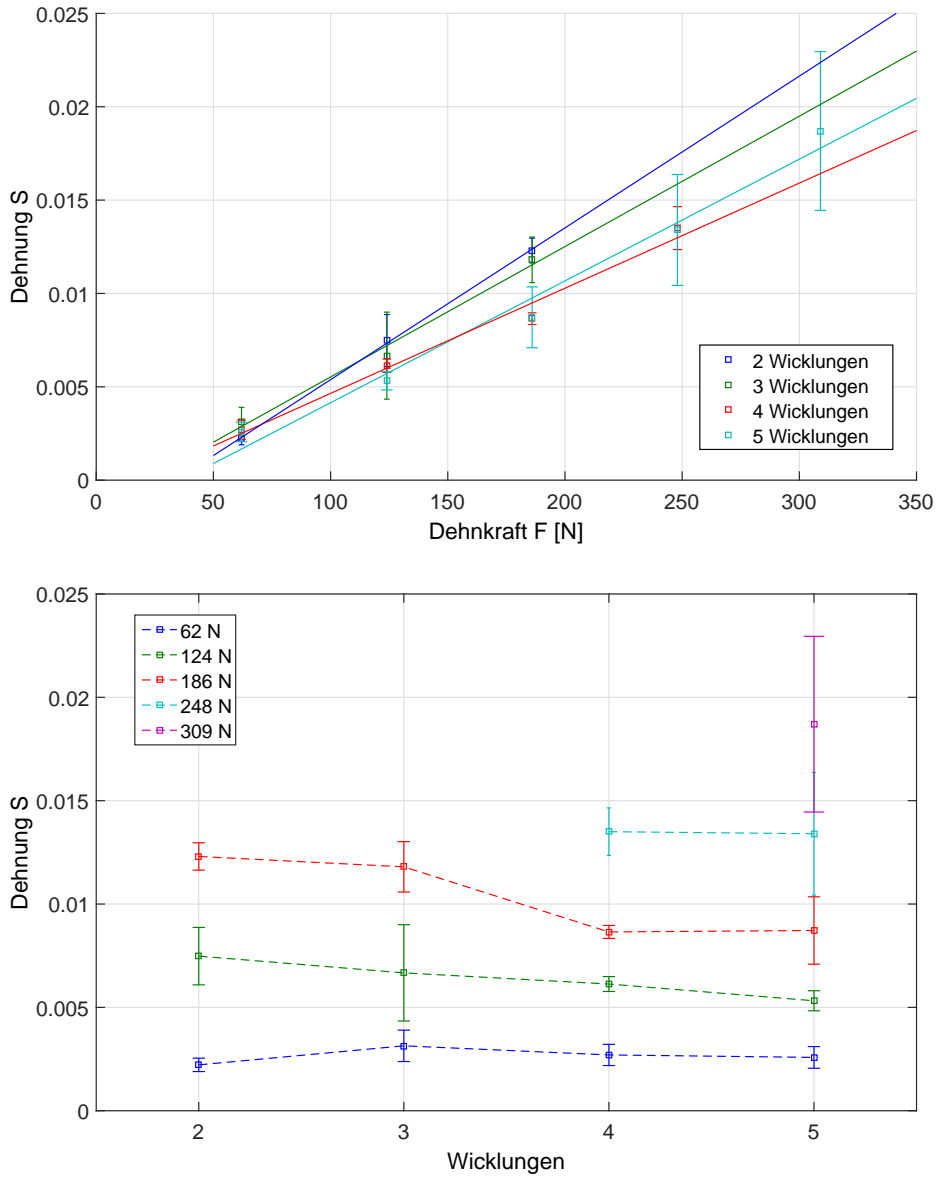 0.025
0.02
0.015
0.01
0.005
0
Dehnung S
0 50 100 150 200 250 300 350
Dehnkraft F [N]
2 Wicklungen
3 Wicklungen
4 Wicklungen
5 Wicklungen
0.025
0.02
0.015
0.01
0.005
0
Dehnung S
62 N
124 N
186 N
248 N
309 N
2 3 4 5
Wicklungen